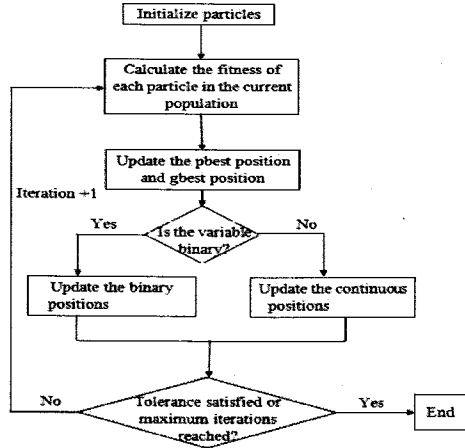 Initialize particles
Calculate the fitness of
each particle in the current
population
Update the pbest position
and gbest position
Iteration +1
Yes
Is the variable
binary?
No
Update the binary
positions
Update the continuous
positions
No
Tolerance satisfied or
maximum iterations
reached?
Yes
End